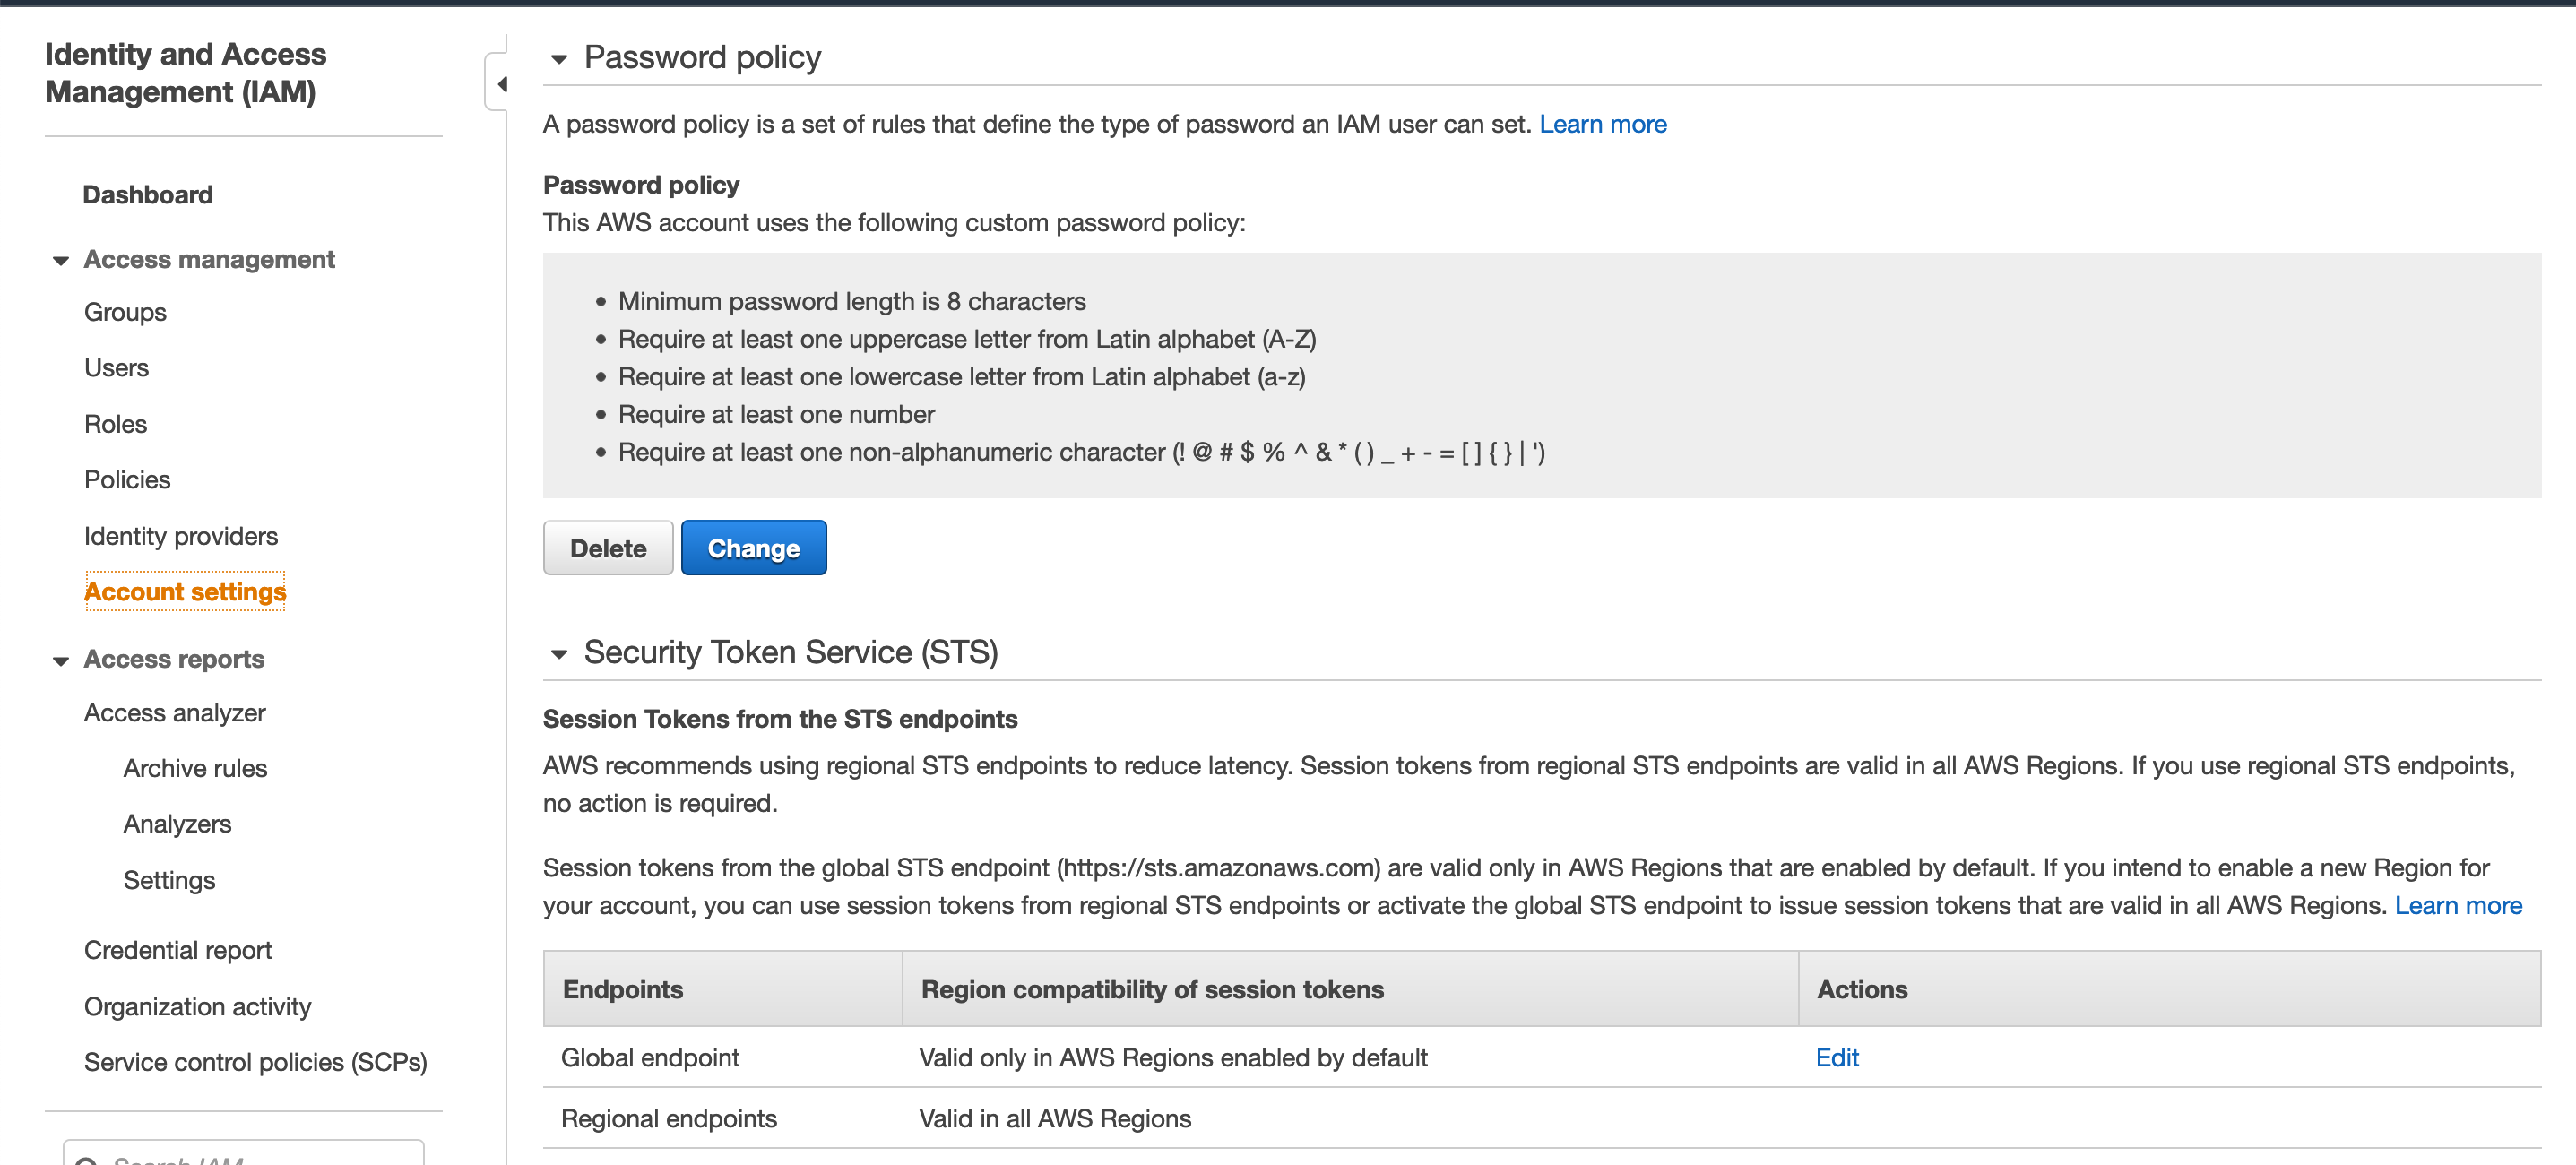 Identity and Access
Management (IAM)
Dashboard
Access management
Groups
Users
Roles
Policies
Identity providers
Account settings
Access reports
Access analyzer
Archive rules
Analyzers
Settings
Credential report
Organization activity
Service control policies (SCPs)
Search IAM
Password policy
A password policy is a set of rules that define the type of password an IAM user can set. Learn more
Password policy
This AWS account uses the following custom password policy:
• Minimum password length is 8 characters
• Require at least one uppercase letter from Latin alphabet (A-Z)
• Require at least one lowercase letter from Latin alphabet (a-z)
• Require at least one number
• Require at least one non-alphanumeric character (! @ # $ % ^ & * ( ) _ + - = [ ] { } | ')
Delete Change
Security Token Service (STS)
Session Tokens from the STS endpoints
AWS recommends using regional STS endpoints to reduce latency. Session tokens from regional STS endpoints are valid in all AWS Regions. If you use regional STS endpoints,
no action is required.
Session tokens from the global STS endpoint (https://sts.amazonaws.com) are valid only in AWS Regions that are enabled by default. If you intend to enable a new Region for
your account, you can use session tokens from regional STS endpoints or activate the global STS endpoint to issue session tokens that are valid in all AWS Regions. Learn more
Endpoints Region compatibility of session tokens Actions
Global endpoint Valid only in AWS Regions enabled by default Edit
Regional endpoints Valid in all AWS Regions